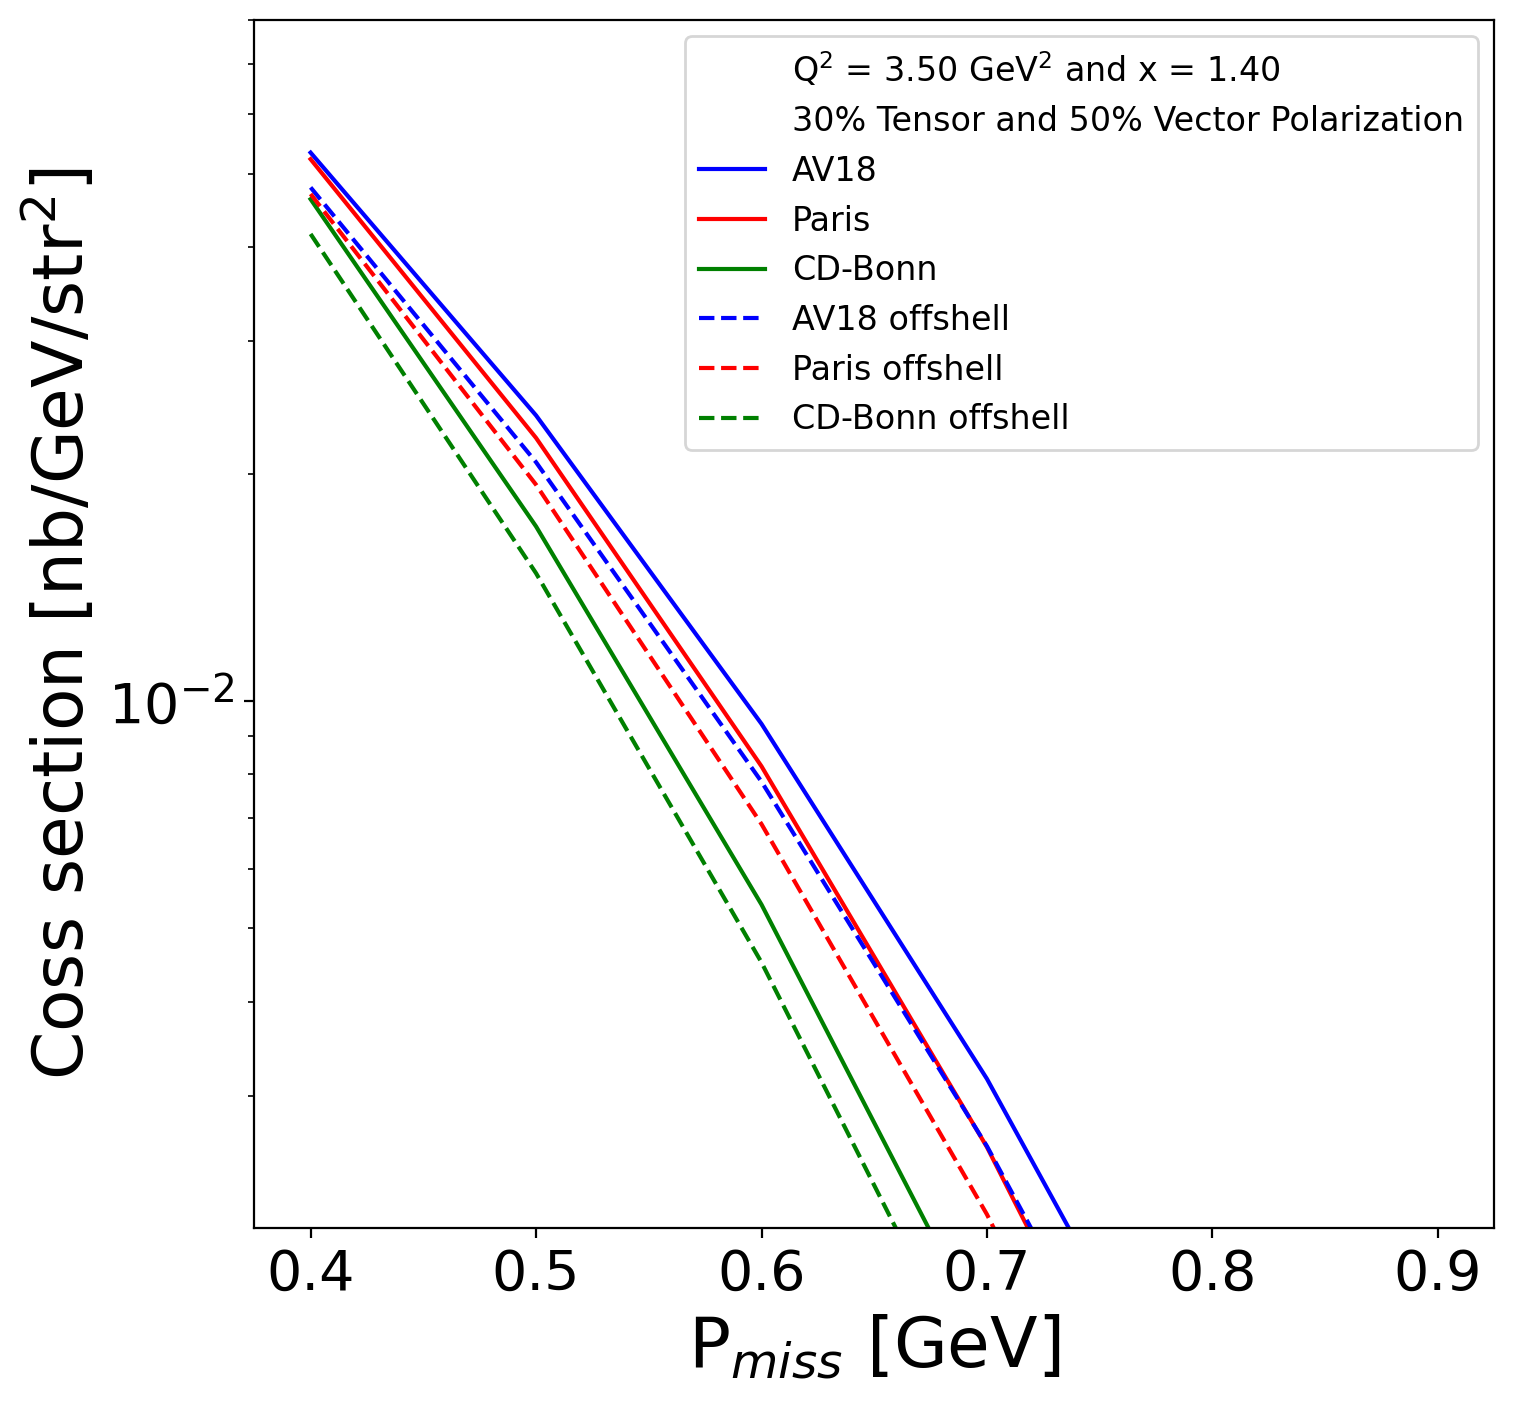 Coss section [nb/GeV/str²]
10⁻²
Q² = 3.50 GeV² and x = 1.40
30% Tensor and 50% Vector Polarization
AV18
Paris
CD-Bonn
AV18 offshell
Paris offshell
CD-Bonn offshell
0.4 0.5 0.6 0.7 0.8 0.9
P_miss [GeV]